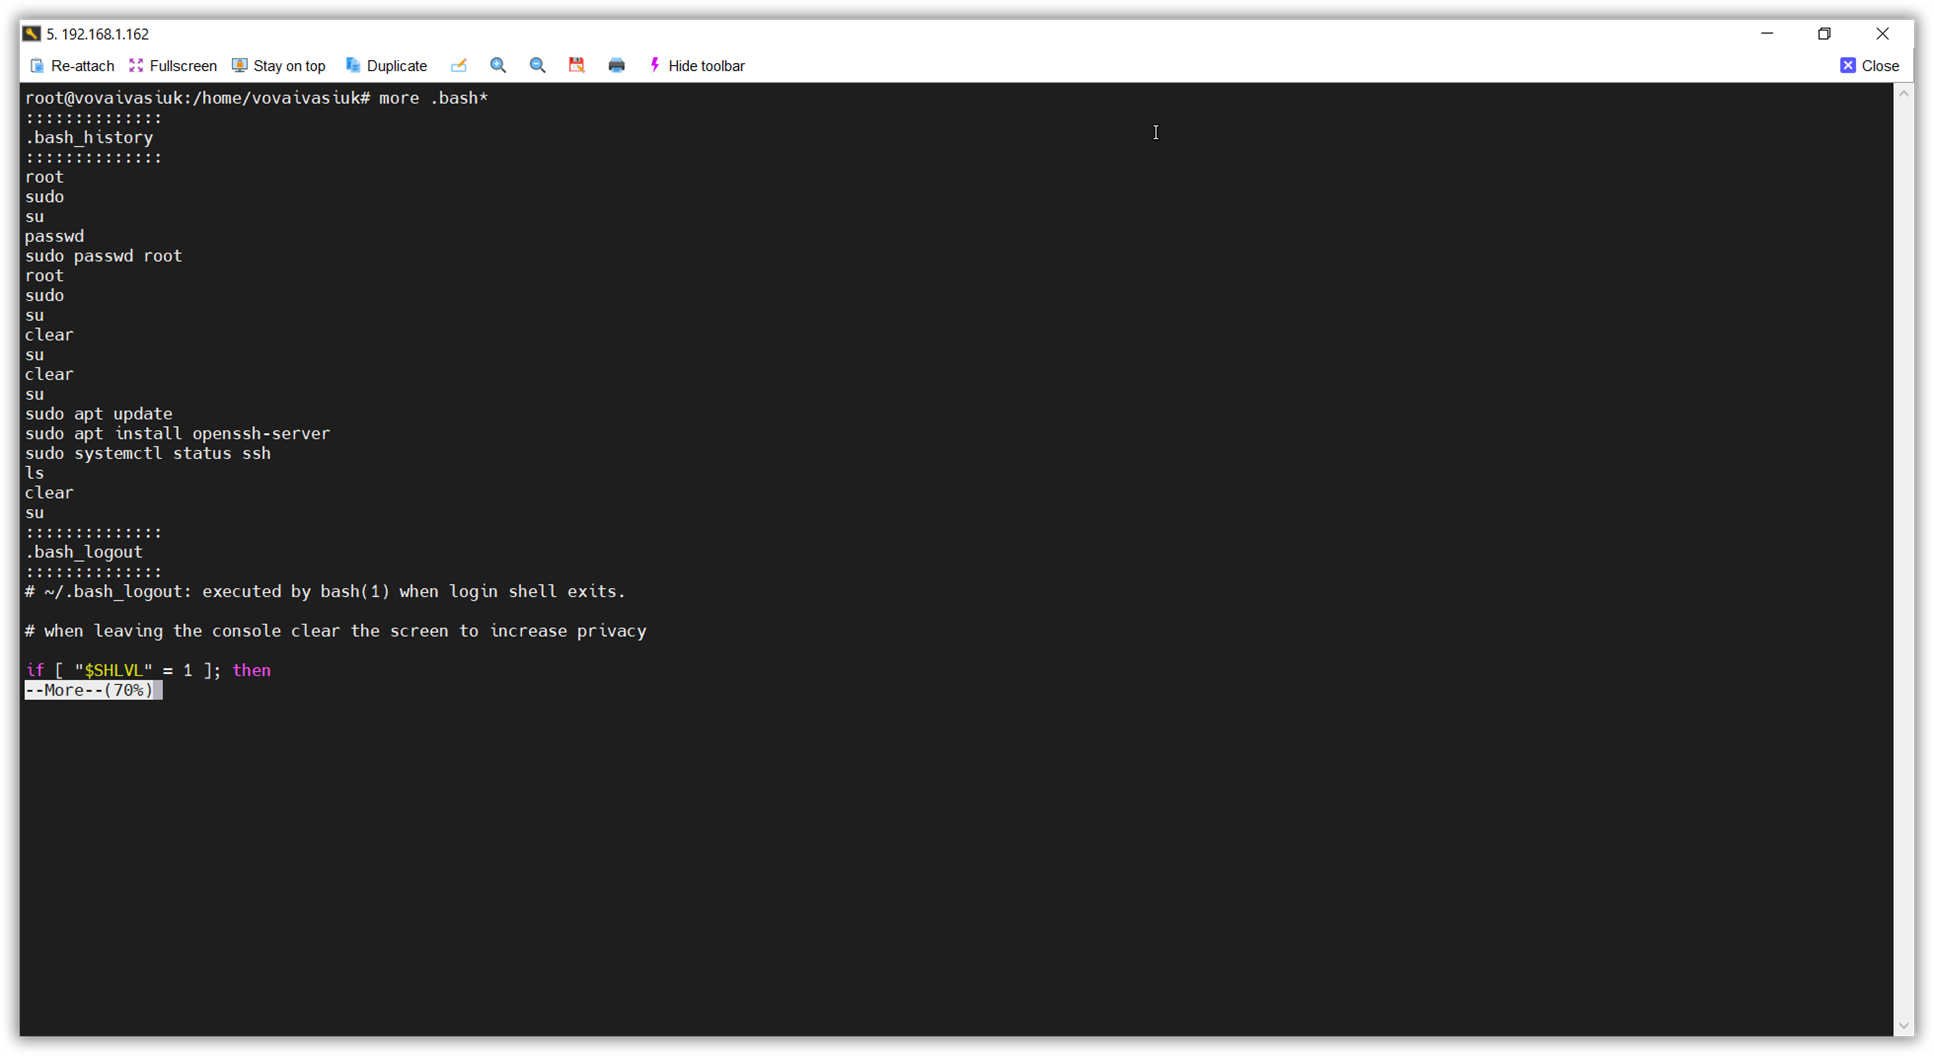 5. 192.168.1.162
Re-attach Fullscreen Stay on top Duplicate Hide toolbar Close
root@vovaivasiuk:/home/vovaivasiuk# more .bash*
::::::::::::::
.bash_history
::::::::::::::
root
sudo
su
passwd
sudo passwd root
root
sudo
su
clear
su
clear
su
sudo apt update
sudo apt install openssh-server
sudo systemctl status ssh
ls
clear
su
::::::::::::::
.bash_logout
::::::::::::::
# ~/.bash_logout: executed by bash(1) when login shell exits.
# when leaving the console clear the screen to increase privacy
if [ "$SHLVL" = 1 ]; then
--More--(70%)